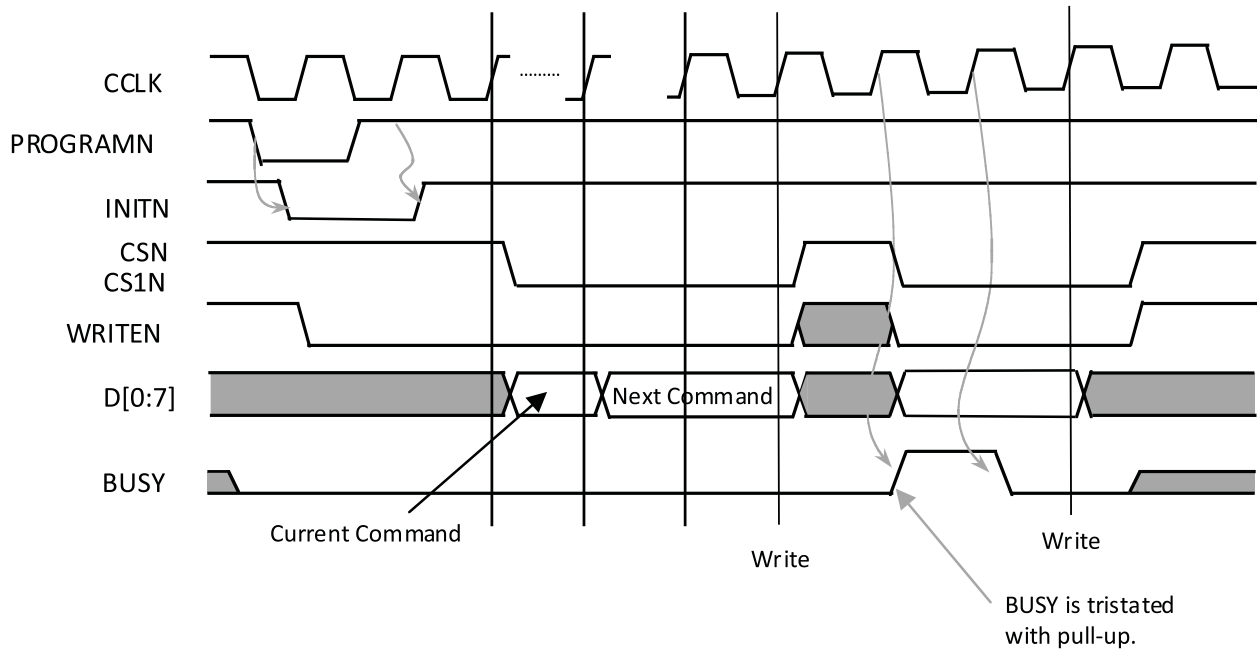 CCLK
.........
PROGRAMN
INITN
CSN
CS1N
WRITEN
D[0:7]
Next Command
BUSY
Current Command
Write
Write
BUSY is tristated
with pull-up.